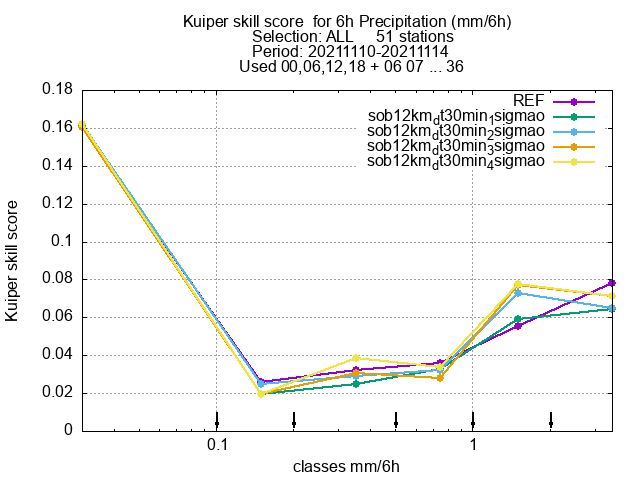 Kuiper skill score  for 6h Precipitation (mm/6h)
Selection: ALL     51 stations
Period: 20211110-20211114
Used 00,06,12,18 + 06 07 ... 36
REF
sob12km_dt30min_1sigmao
sob12km_dt30min_2sigmao
sob12km_dt30min_3sigmao
sob12km_dt30min_4sigmao
0.18
0.16
0.14
0.12
0.1
0.08
0.06
0.04
0.02
0
Kuiper skill score
0.1
1
classes mm/6h